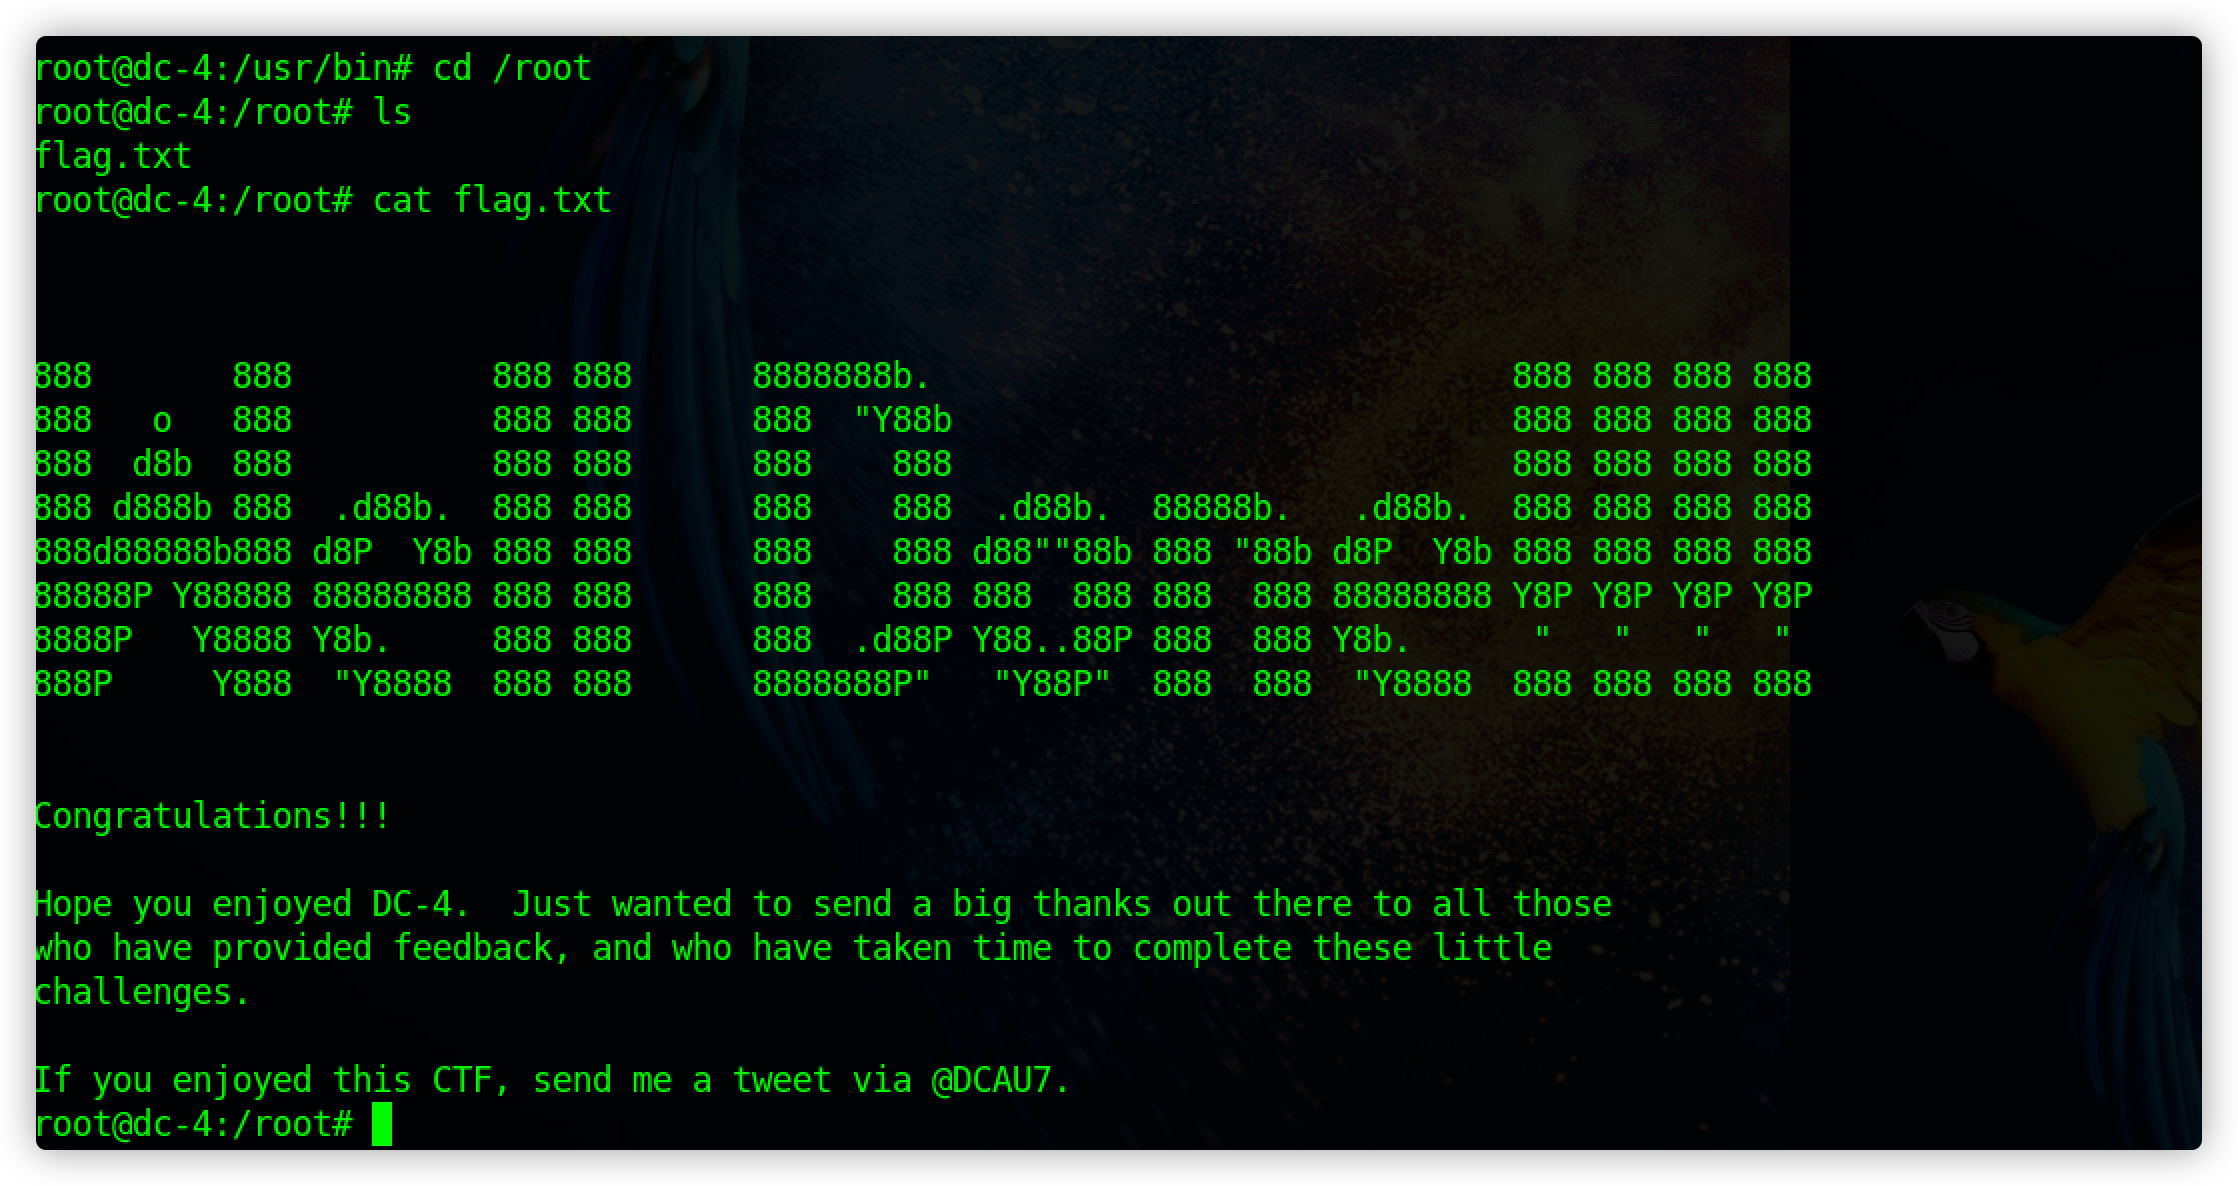 root@dc-4:/usr/bin# cd /root
root@dc-4:/root# ls
flag.txt
root@dc-4:/root# cat flag.txt
888       888          888 888      8888888b.                             888 888 888 888
888   o   888          888 888      888  "Y88b                            888 888 888 888
888  d8b  888          888 888      888    888                            888 888 888 888
888 d888b 888  .d88b.  888 888      888    888  .d88b.  88888b.   .d88b.  888 888 888 888
888d88888b888 d8P  Y8b 888 888      888    888 d88""88b 888 "88b d8P  Y8b 888 888 888 888
88888P Y88888 88888888 888 888      888    888 888  888 888  888 88888888 Y8P Y8P Y8P Y8P
8888P   Y8888 Y8b.     888 888      888  .d88P Y88..88P 888  888 Y8b.      "   "   "   "
888P     Y888  "Y8888  888 888      8888888P"   "Y88P"  888  888  "Y8888  888 888 888 888
Congratulations!!!
Hope you enjoyed DC-4.  Just wanted to send a big thanks out there to all those
who have provided feedback, and who have taken time to complete these little
challenges.
If you enjoyed this CTF, send me a tweet via @DCAU7.
root@dc-4:/root#